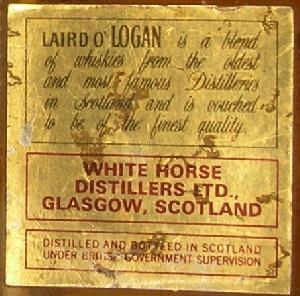 LAIRD O' LOGAN is a blend
of whiskies from the oldest
and most famous Distilleries
in Scotland and is vouched
to be of the finest quality.
WHITE HORSE
DISTILLERS LTD.,
GLASGOW, SCOTLAND
DISTILLED AND BOTTLED IN SCOTLAND
UNDER BRITISH GOVERNMENT SUPERVISION